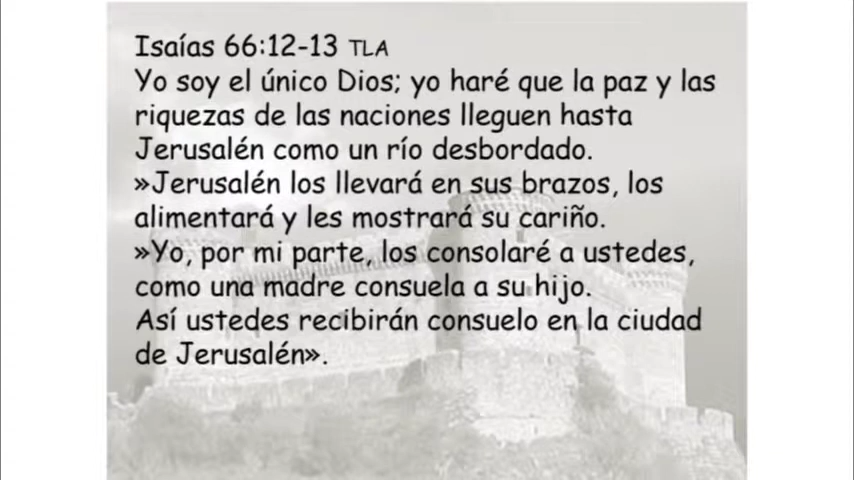 Isaías 66:12-13 TLA
Yo soy el único Dios; yo haré que la paz y las
riquezas de las naciones lleguen hasta
Jerusalén como un río desbordado.
»Jerusalén los llevará en sus brazos, los
alimentará y les mostrará su cariño.
»Yo, por mi parte, los consolaré a ustedes,
como una madre consuela a su hijo.
Así ustedes recibirán consuelo en la ciudad
de Jerusalén».